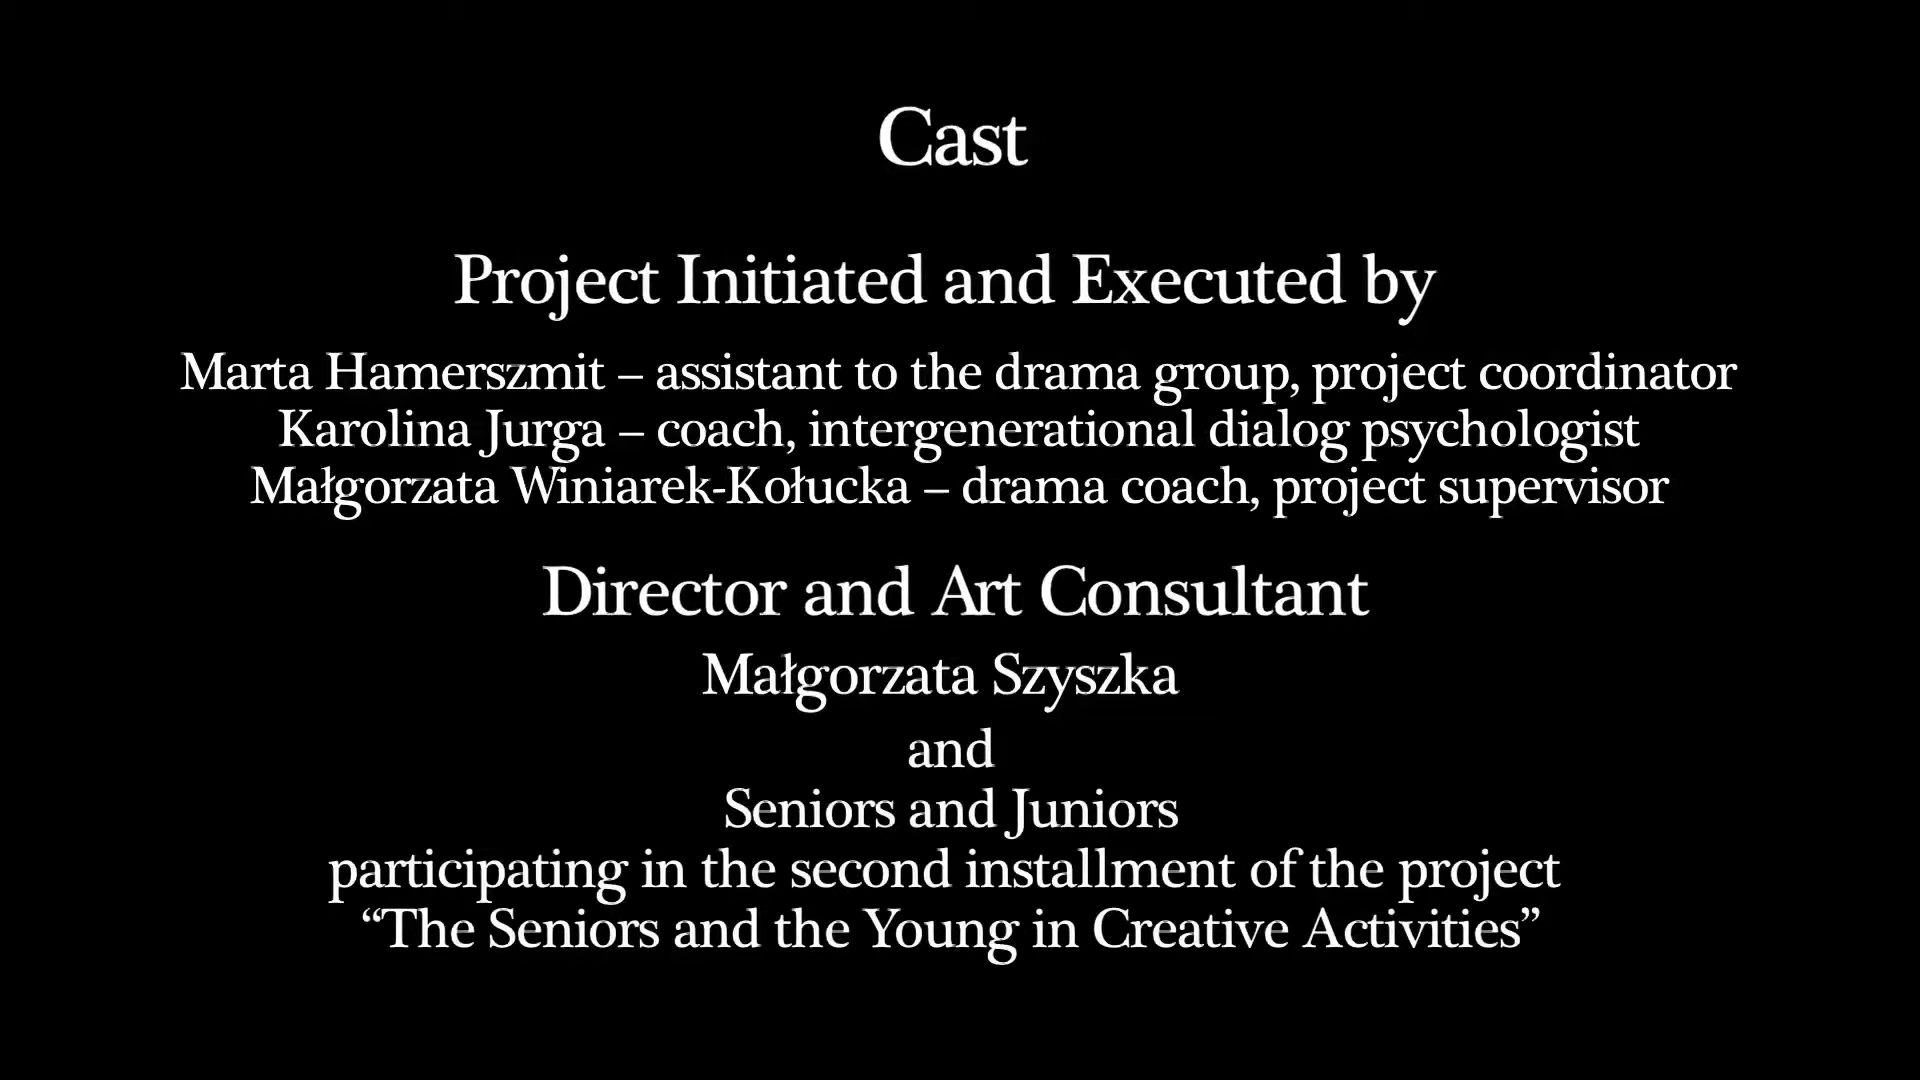 Cast
Project Initiated and Executed by
Marta Hamerszmit – assistant to the drama group, project coordinator
Karolina Jurga – coach, intergenerational dialog psychologist
Małgorzata Winiarek-Kołucka – drama coach, project supervisor
Director and Art Consultant
Małgorzata Szyszka
and
Seniors and Juniors
participating in the second installment of the project
“The Seniors and the Young in Creative Activities”